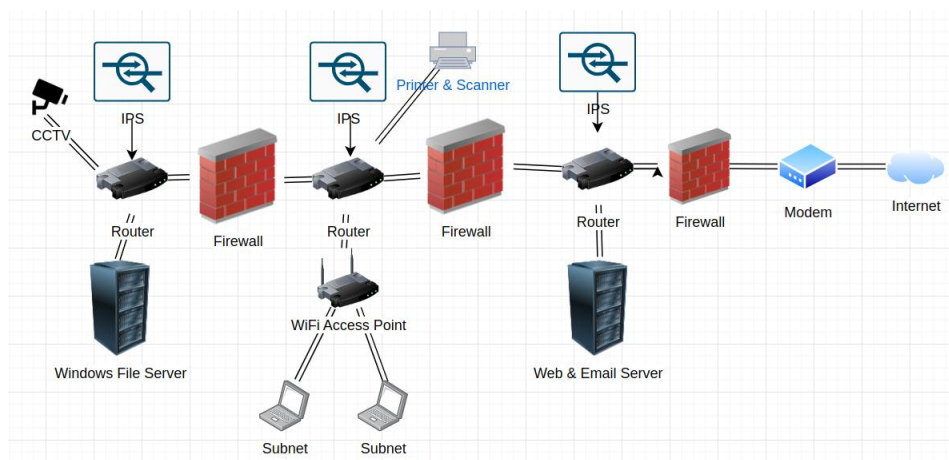 Printer & Scanner
IPS
IPS
IPS
CCTV
Router
Firewall
Router
Firewall
Router
Firewall
Modem
Internet
WiFi Access Point
Windows File Server
Web & Email Server
Subnet
Subnet